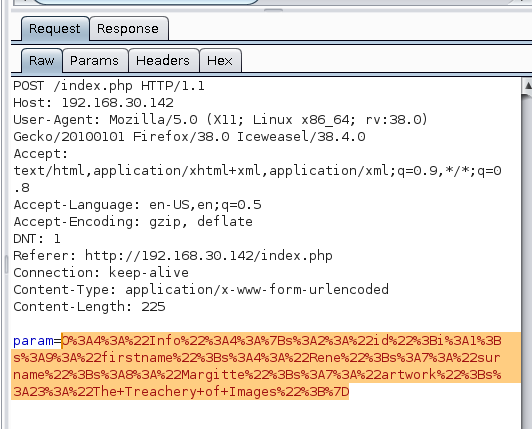 Request Response
Raw Params Headers Hex
POST /index.php HTTP/1.1
Host: 192.168.30.142
User-Agent: Mozilla/5.0 (X11; Linux x86_64; rv:38.0)
Gecko/20100101 Firefox/38.0 Iceweasel/38.4.0
Accept:
text/html,application/xhtml+xml,application/xml;q=0.9,*/*;q=0
.8
Accept-Language: en-US,en;q=0.5
Accept-Encoding: gzip, deflate
DNT: 1
Referer: http://192.168.30.142/index.php
Connection: keep-alive
Content-Type: application/x-www-form-urlencoded
Content-Length: 225
param=O%3A4%3A%22Info%22%3A4%3A%7Bs%3A2%3A%22id%22%3Bi%3A1%3B
s%3A9%3A%22firstname%22%3Bs%3A4%3A%22Rene%22%3Bs%3A7%3A%22sur
name%22%3Bs%3A8%3A%22Margitte%22%3Bs%3A7%3A%22artwork%22%3Bs%
3A23%3A%22The+Treachery+of+Images%22%3B%7D